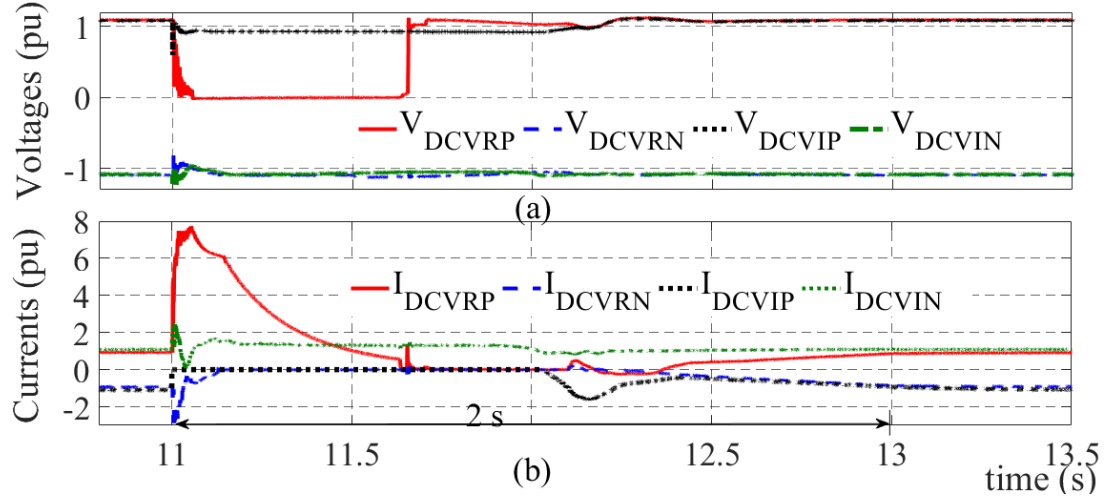 Voltages (pu)
1
0
-1
V DCVRP V DCVRN V DCVIP V DCVIN
(a)
Currents (pu)
8
6
4
2
0
-2
I DCVRP I DCVRN I DCVIP I DCVIN
2 s
11 11.5 12.5 13 13.5
(b)
time (s)